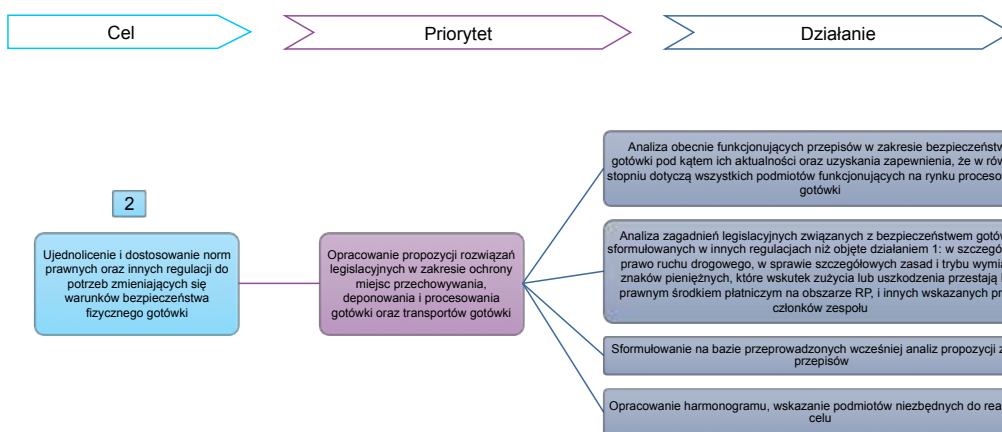 Cel
Priorytet
Działanie
2
Ujednolicenie i dostosowanie norm
prawnych oraz innych regulacji do
potrzeb zmieniających się
warunków bezpieczeństwa
fizycznego gotówki
Opracowanie propozycji rozwiązań
legislacyjnych w zakresie ochrony
miejsc przechowywania,
deponowania i procesowania
gotówki oraz transportów gotówki
Analiza obecnie funkcjonujących przepisów w zakresie bezpieczeństw
gotówki pod kątem ich aktualności oraz uzyskania zapewnienia, że w rów
stopniu dotyczą wszystkich podmiotów funkcjonujących na rynku proceso
gotówki
Analiza zagadnień legislacyjnych związanych z bezpieczeństwem gotów
sformułowanych w innych regulacjach niż objęte działaniem 1: w szczegó
prawo ruchu drogowego, w sprawie szczegółowych zasad i trybu wymia
znaków pieniężnych, które wskutek zużycia lub uszkodzenia przestają
prawnym środkiem płatniczym na obszarze RP, i innych wskazanych pr
członków zespołu
Sformułowanie na bazie przeprowadzonych wcześniej analiz propozycji z
przepisów
Opracowanie harmonogramu, wskazanie podmiotów niezbędnych do rea
celu